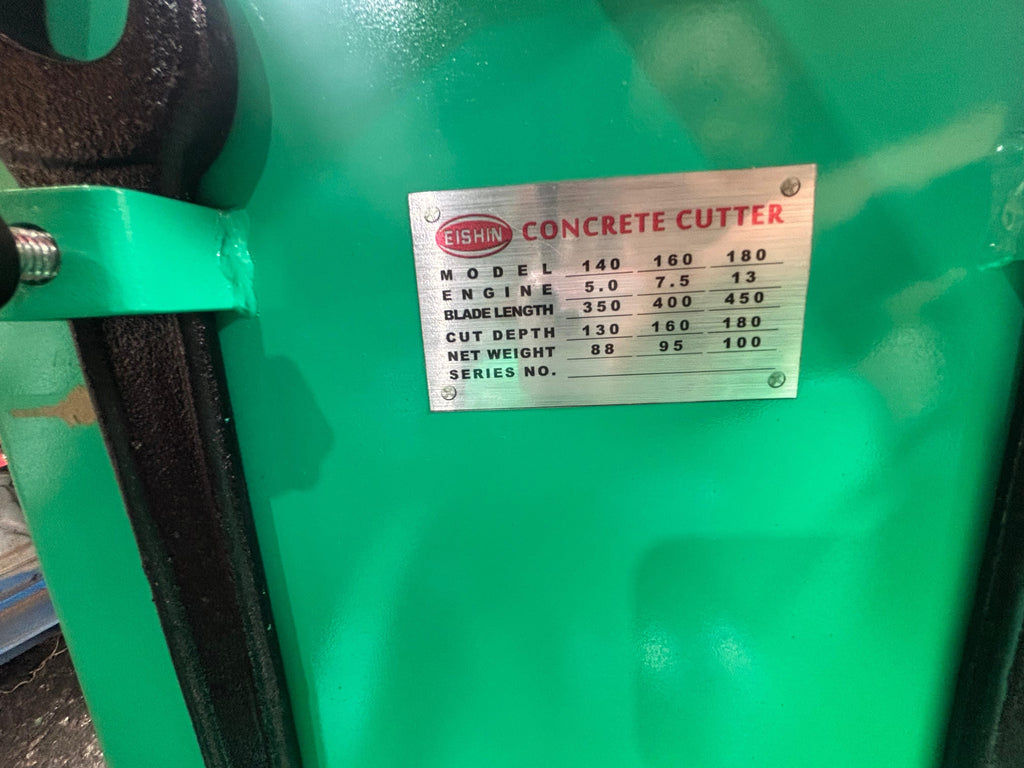 EISHIN CONCRETE CUTTER
MODEL 140 160 180
ENGINE 5.0 7.5 13
BLADE LENGTH 350 400 450
CUT DEPTH 130 160 180
NET WEIGHT 88 95 100
SERIES NO.